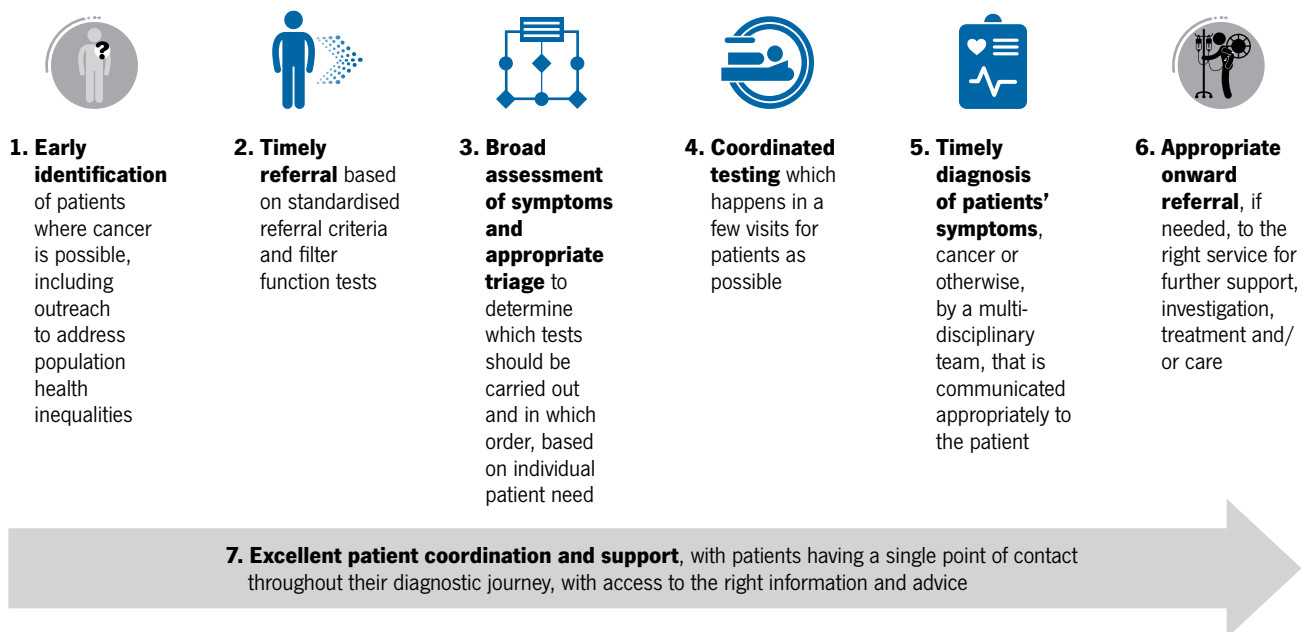 ?
1. Early
identification
of patients
where cancer
is possible,
including
outreach
to address
population
health
inequalities
2. Timely
referral based
on standardised
referral criteria
and filter
function tests
3. Broad
assessment
of symptoms
and
appropriate
triage to
determine
which tests
should be
carried out
and in which
order, based
on individual
patient need
4. Coordinated
testing which
happens in a
few visits for
patients as
possible
5. Timely
diagnosis
of patients’
symptoms,
cancer or
otherwise,
by a multi-
disciplinary
team, that is
communicated
appropriately to
the patient
6. Appropriate
onward
referral, if
needed, to the
right service for
further support,
investigation,
treatment and/
or care
7. Excellent patient coordination and support, with patients having a single point of contact
throughout their diagnostic journey, with access to the right information and advice